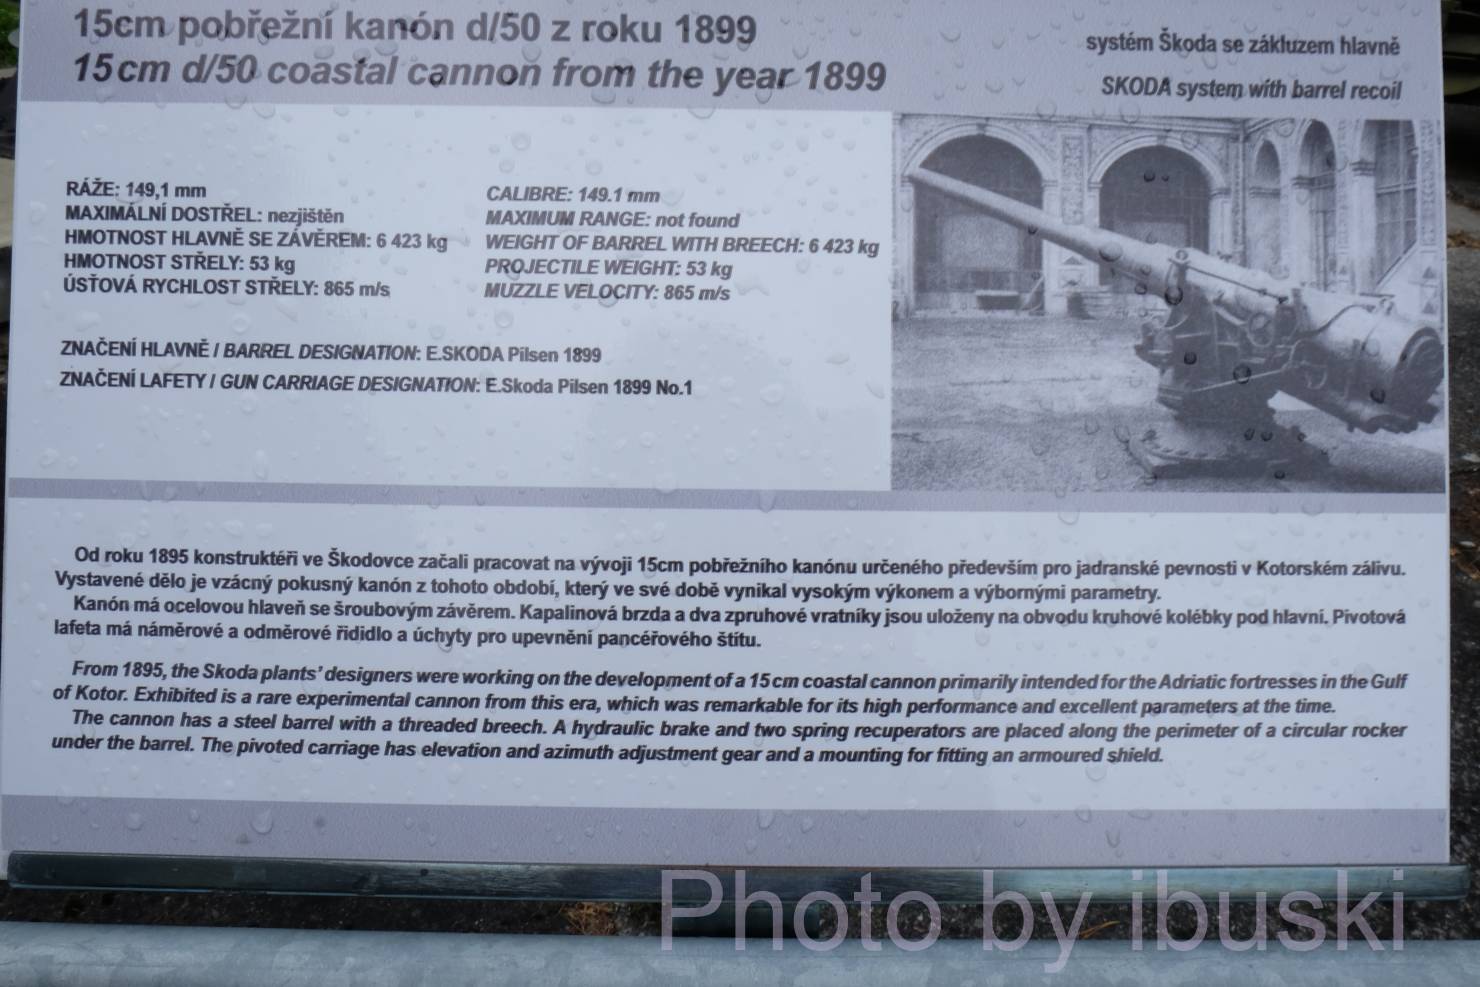 15cm pobřežní kanón d/50 z roku 1899
15cm d/50 coastal cannon from the year 1899
systém Škoda se zákluzem hlavně
SKODA system with barrel recoil
RÁŽE: 149,1 mm
MAXIMÁLNÍ DOSTŘEL: nezjištěn
HMOTNOST HLAVNĚ SE ZÁVĚREM: 6 423 kg
HMOTNOST STŘELY: 53 kg
ÚSŤOVÁ RYCHLOST STŘELY: 865 m/s
CALIBRE: 149.1 mm
MAXIMUM RANGE: not found
WEIGHT OF BARREL WITH BREECH: 6 423 kg
PROJECTILE WEIGHT: 53 kg
MUZZLE VELOCITY: 865 m/s
ZNAČENÍ HLAVNĚ / BARREL DESIGNATION: E.SKODA Pilsen 1899
ZNAČENÍ LAFETY / GUN CARRIAGE DESIGNATION: E.Skoda Pilsen 1899 No.1
Od roku 1895 konstruktéři ve Škodovce začali pracovat na vývoji 15cm pobřežního kanónu určeného především pro jadranské pevnosti v Kotorském zálivu.
Vystavené dělo je vzácný pokusný kanón z tohoto období, který ve své době vynikal vysokým výkonem a výbornými parametry.
Kanón má ocelovou hlaveň se šroubovým závěrem. Kapalinová brzda a dva zpruhové vratníky jsou uloženy na obvodu kruhové kolébky pod hlavní. Pivotová
lafeta má náměrové a odměrové řididlo a úchyty pro upevnění pancéřového štítu.
From 1895, the Skoda plants' designers were working on the development of a 15cm coastal cannon primarily intended for the Adriatic fortresses in the Gulf
of Kotor. Exhibited is a rare experimental cannon from this era, which was remarkable for its high performance and excellent parameters at the time.
The cannon has a steel barrel with a threaded breech. A hydraulic brake and two spring recuperators are placed along the perimeter of a circular rocker
under the barrel. The pivoted carriage has elevation and azimuth adjustment gear and a mounting for fitting an armoured shield.
Photo by ibuski